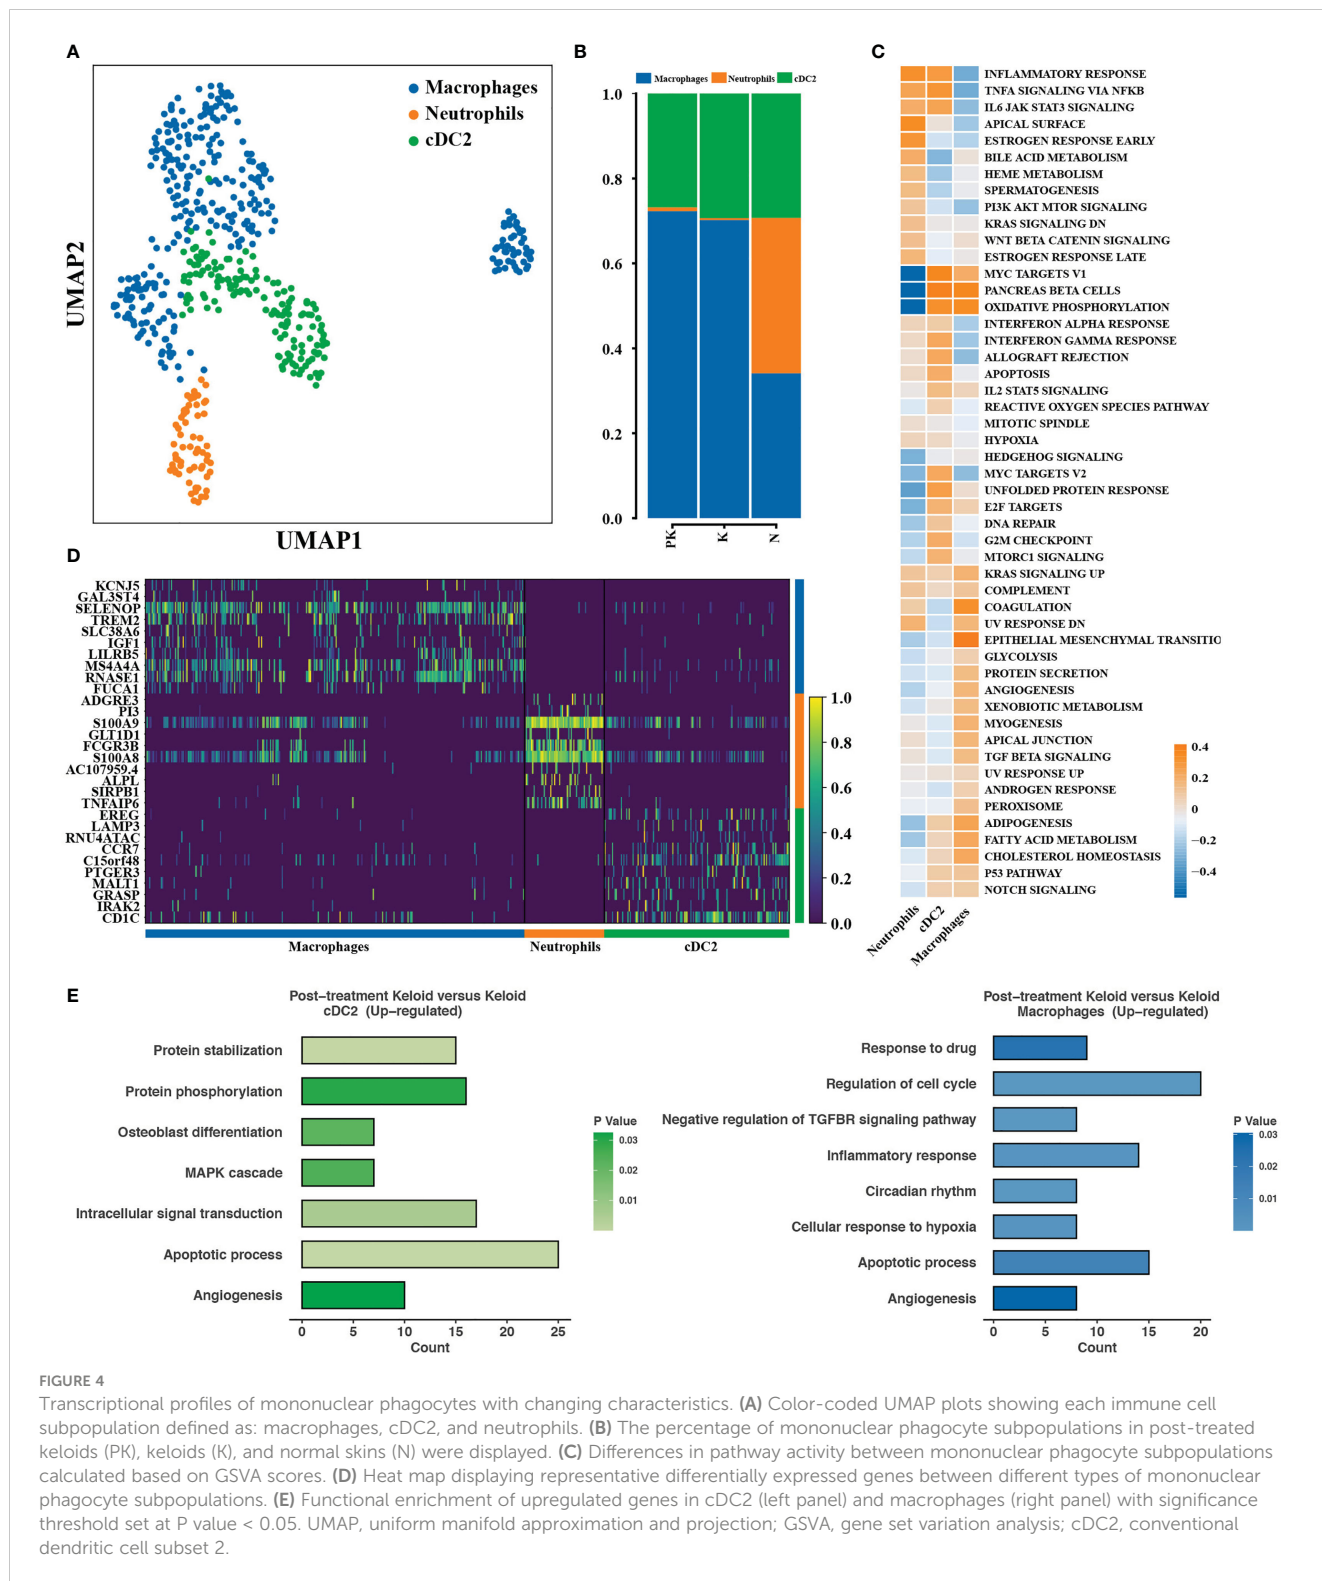 A
Macrophages
Neutrophils
cDC2
UMAP2
UMAP1
B
Macrophages
Neutrophils
cDC2
1.0
0.8
0.6
0.4
0.2
0.0
PK
K
N
C
INFLAMMATORY RESPONSE
TNFA SIGNALING VIA NFKB
IL6 JAK STAT3 SIGNALING
APICAL SURFACE
ESTROGEN RESPONSE EARLY
BILE ACID METABOLISM
HEME METABOLISM
SPERMATOGENESIS
PI3K AKT MTOR SIGNALING
KRAS SIGNALING DN
WNT BETA CATENIN SIGNALING
ESTROGEN RESPONSE LATE
MYC TARGETS V1
PANCREAS BETA CELLS
OXIDATIVE PHOSPHORYLATION
INTERFERON ALPHA RESPONSE
INTERFERON GAMMA RESPONSE
ALLOGRAFT REJECTION
APOPTOSIS
IL2 STAT5 SIGNALING
REACTIVE OXYGEN SPECIES PATHWAY
MITOTIC SPINDLE
HYPOXIA
HEDGEHOG SIGNALING
MYC TARGETS V2
UNFOLDED PROTEIN RESPONSE
E2F TARGETS
DNA REPAIR
G2M CHECKPOINT
MTORC1 SIGNALING
KRAS SIGNALING UP
COMPLEMENT
COAGULATION
UV RESPONSE DN
EPITHELIAL MESENCHYMAL TRANSITIO
GLYCOLYSIS
PROTEIN SECRETION
ANGIOGENESIS
XENOBIOTIC METABOLISM
MYOGENESIS
APICAL JUNCTION
TGF BETA SIGNALING
UV RESPONSE UP
ANDROGEN RESPONSE
PEROXISOME
ADIPOGENESIS
FATTY ACID METABOLISM
CHOLESTEROL HOMEOSTASIS
P53 PATHWAY
NOTCH SIGNALING
0.4
0.2
0
−0.2
−0.4
Neutrophils
cDC2
Macrophages
D
KCNJ5
GAL3ST4
SELENOP
TREM2
SLC38A6
IGF1
LILRB5
MS4A4A
RNASE1
FUCA1
ADGRE3
PI3
S100A9
GLT1D1
FCGR3B
S100A8
AC107959.4
ALPL
SIRPB1
TNFAIP6
EREG
LAMP3
RNU4ATAC
CCR7
C15orf48
PTGER3
MALT1
GRASP
IRAK2
CD1C
1.0
0.8
0.6
0.4
0.2
0.0
Macrophages
Neutrophils
cDC2
E
Post−treatment Keloid versus Keloid
cDC2 (Up−regulated)
Protein stabilization
Protein phosphorylation
Osteoblast differentiation
MAPK cascade
Intracellular signal transduction
Apoptotic process
Angiogenesis
0
5
10
15
20
25
Count
P Value
0.03
0.02
0.01
Post−treatment Keloid versus Keloid
Macrophages (Up−regulated)
Response to drug
Regulation of cell cycle
Negative regulation of TGFBR signaling pathway
Inflammatory response
Circadian rhythm
Cellular response to hypoxia
Apoptotic process
Angiogenesis
0
5
10
15
20
Count
P Value
0.03
0.02
0.01
FIGURE 4
Transcriptional profiles of mononuclear phagocytes with changing characteristics. (A) Color-coded UMAP plots showing each immune cell
subpopulation defined as: macrophages, cDC2, and neutrophils. (B) The percentage of mononuclear phagocyte subpopulations in post-treated
keloids (PK), keloids (K), and normal skins (N) were displayed. (C) Differences in pathway activity between mononuclear phagocyte subpopulations
calculated based on GSVA scores. (D) Heat map displaying representative differentially expressed genes between different types of mononuclear
phagocyte subpopulations. (E) Functional enrichment of upregulated genes in cDC2 (left panel) and macrophages (right panel) with significance
threshold set at P value < 0.05. UMAP, uniform manifold approximation and projection; GSVA, gene set variation analysis; cDC2, conventional
dendritic cell subset 2.